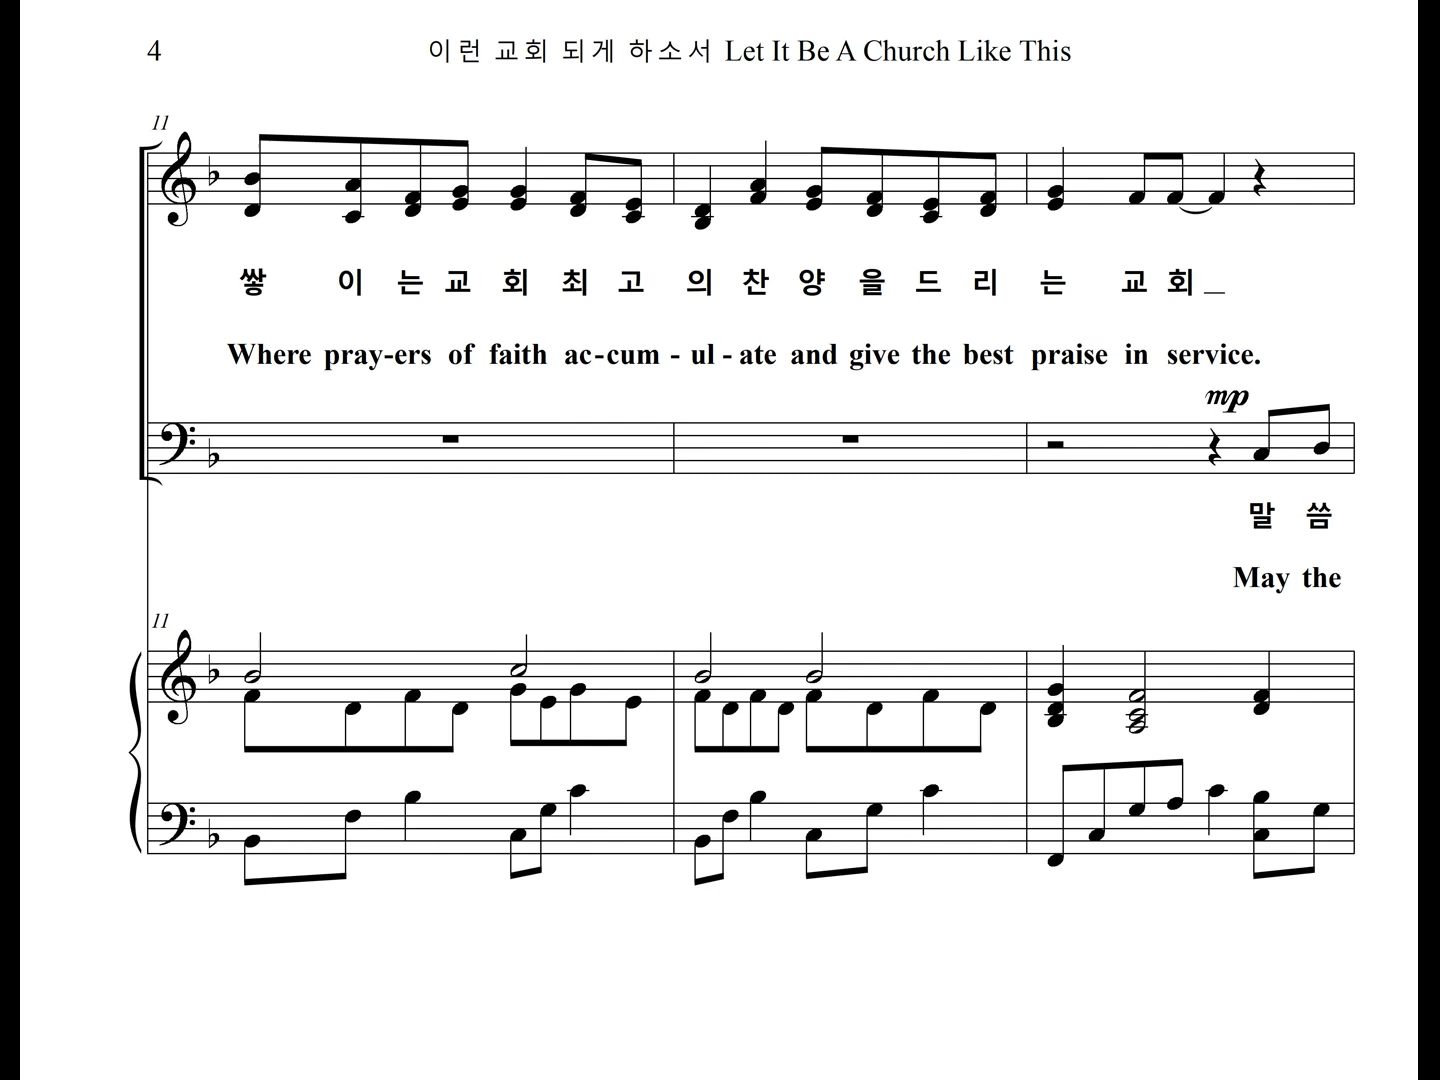 4 이런 교회 되게 하소서 Let It Be A Church Like This
11
쌓 이 는 교 회 최 고 의 찬 양 을 드 리 는 교 회 _
Where pray-ers of faith ac-cum - ul - ate and give the best praise in service.
mp
말 씀
May the
11